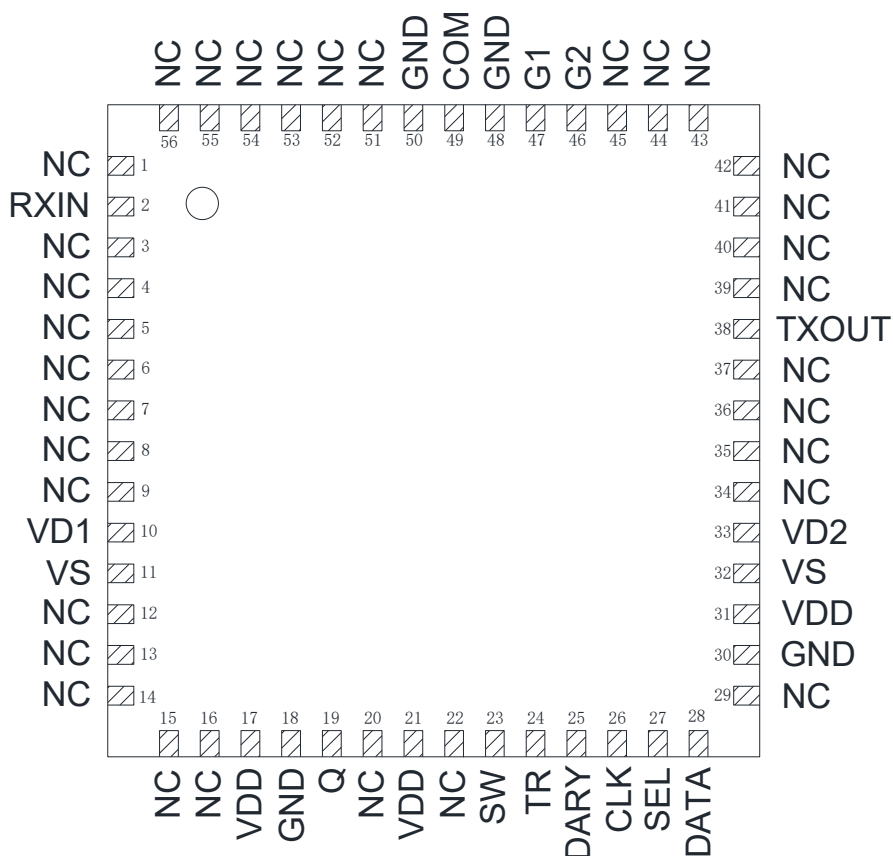 NC NC NC NC NC NC GND COM GND G1 G2 NC NC NC
56 55 54 53 52 51 50 49 48 47 46 45 44 43
NC 1 42 NC
RXIN 2 41 NC
NC 3 40 NC
NC 4 39 NC
NC 5 38 TXOUT
NC 6 37 NC
NC 7 36 NC
NC 8 35 NC
NC 9 34 NC
VD1 10 33 VD2
VS 11 32 VS
NC 12 31 VDD
NC 13 30 GND
NC 14 29 NC
15 16 17 18 19 20 21 22 23 24 25 26 27 28
NC NC VDD GND Q NC VDD NC SW TR DARY CLK SEL DATA